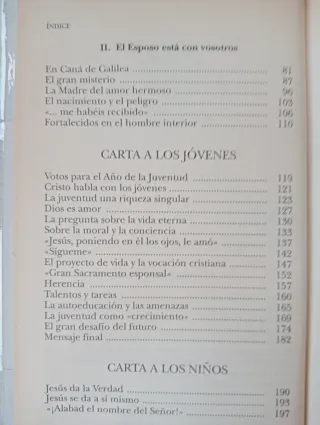 ÍNDICE
II. El Esposo está con vosotros
En Caná de Galilea ........ 81
El gran misterio ........ 87
La Madre del amor hermoso ........ 96
El nacimiento y el peligro ........ 103
«... me habéis recibido» ........ 106
Fortalecidos en el hombre interior ........ 110
CARTA A LOS JÓVENES
Votos para el Año de la Juventud ........ 119
Cristo habla con los jóvenes ........ 121
La juventud una riqueza singular ........ 123
Dios es amor ........ 127
La pregunta sobre la vida eterna ........ 130
Sobre la moral y la conciencia ........ 133
«Jesús, poniendo en él los ojos, le amó» ........ 137
«Sígueme» ........ 142
El proyecto de vida y la vocación cristiana ........ 147
«Gran Sacramento esponsal» ........ 152
Herencia ........ 157
Talentos y tareas ........ 160
La autoeducación y las amenazas ........ 165
La juventud como «crecimiento» ........ 169
El gran desafío del futuro ........ 174
Mensaje final ........ 182
CARTA A LOS NIÑOS
Jesús da la Verdad ........ 190
Jesús se da a sí mismo ........ 193
«¡Alabad el nombre del Señor!» ........ 197